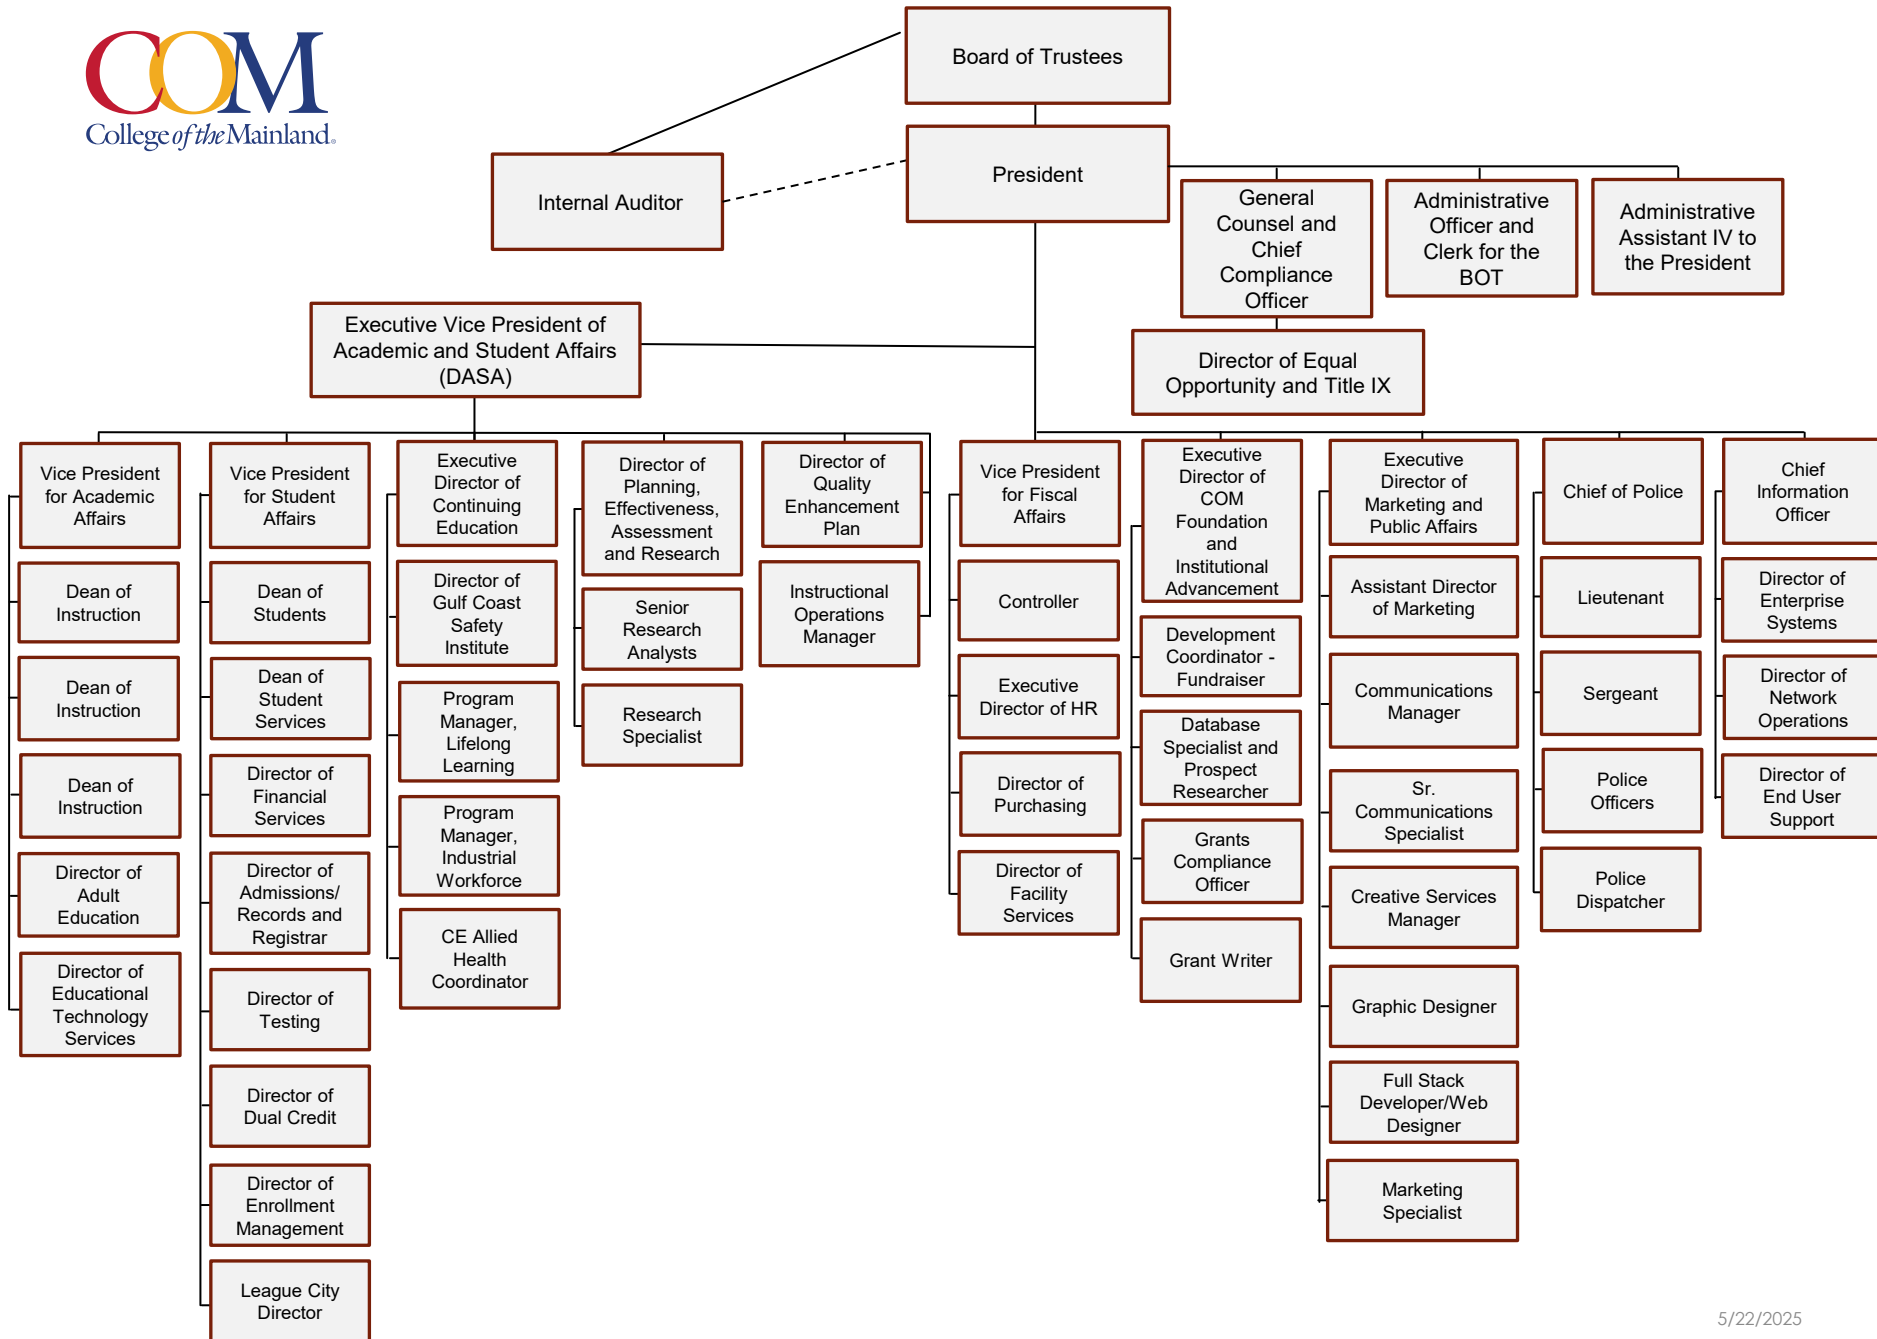 COM
College of the Mainland®
Board of Trustees
President
Internal Auditor
General
Counsel and
Chief
Compliance
Officer
Administrative
Officer and
Clerk for the
BOT
Administrative
Assistant IV to
the President
Director of Equal
Opportunity and Title IX
Executive Vice President of
Academic and Student Affairs
(DASA)
Vice President
for Academic
Affairs
Dean of
Instruction
Dean of
Instruction
Dean of
Instruction
Director of
Adult
Education
Director of
Educational
Technology
Services
Vice President
for Student
Affairs
Dean of
Students
Dean of
Student
Services
Director of
Financial
Services
Director of
Admissions/
Records and
Registrar
Director of
Testing
Director of
Dual Credit
Director of
Enrollment
Management
League City
Director
Executive
Director of
Continuing
Education
Director of
Gulf Coast
Safety
Institute
Program
Manager,
Lifelong
Learning
Program
Manager,
Industrial
Workforce
CE Allied
Health
Coordinator
Director of
Planning,
Effectiveness,
Assessment
and Research
Senior
Research
Analysts
Research
Specialist
Director of
Quality
Enhancement
Plan
Instructional
Operations
Manager
Vice President
for Fiscal
Affairs
Controller
Executive
Director of HR
Director of
Purchasing
Director of
Facility
Services
Executive
Director of
COM
Foundation
and
Institutional
Advancement
Development
Coordinator -
Fundraiser
Database
Specialist and
Prospect
Researcher
Grants
Compliance
Officer
Grant Writer
Executive
Director of
Marketing and
Public Affairs
Assistant Director
of Marketing
Communications
Manager
Sr.
Communications
Specialist
Creative Services
Manager
Graphic Designer
Full Stack
Developer/Web
Designer
Marketing
Specialist
Chief of Police
Lieutenant
Sergeant
Police
Officers
Police
Dispatcher
Chief
Information
Officer
Director of
Enterprise
Systems
Director of
Network
Operations
Director of
End User
Support
5/22/2025